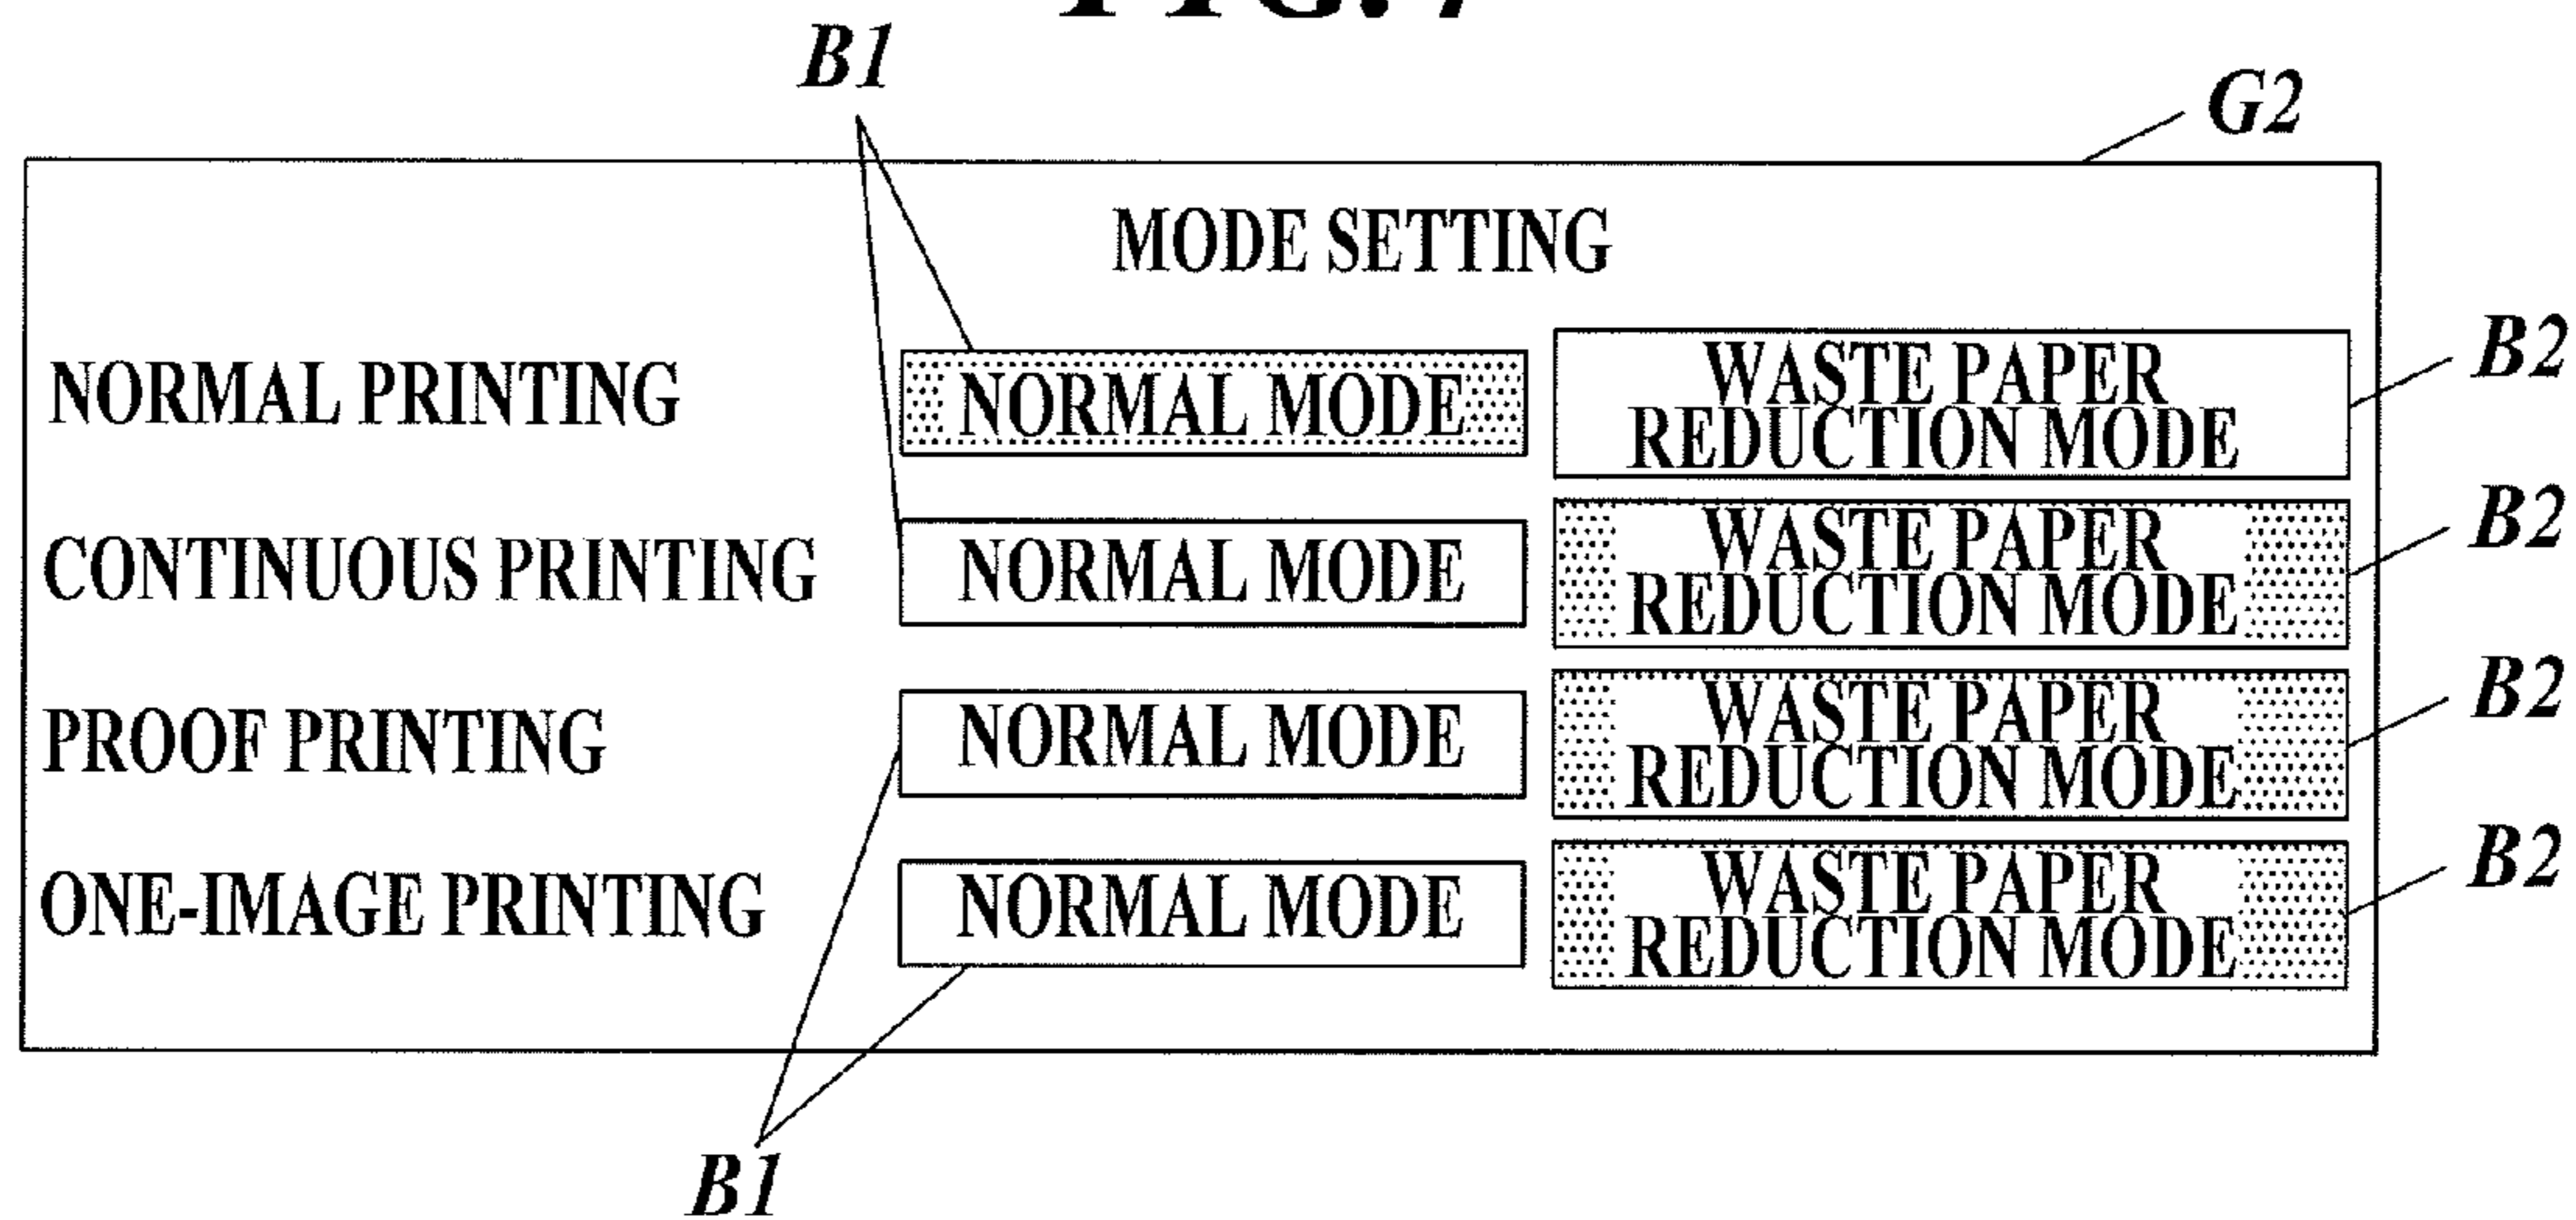 FIG. 7
B1
G2
MODE SETTING
NORMAL PRINTING NORMAL MODE WASTE PAPER REDUCTION MODE B2
CONTINUOUS PRINTING NORMAL MODE WASTE PAPER REDUCTION MODE B2
PROOF PRINTING NORMAL MODE WASTE PAPER REDUCTION MODE B2
ONE-IMAGE PRINTING NORMAL MODE WASTE PAPER REDUCTION MODE B2
B1